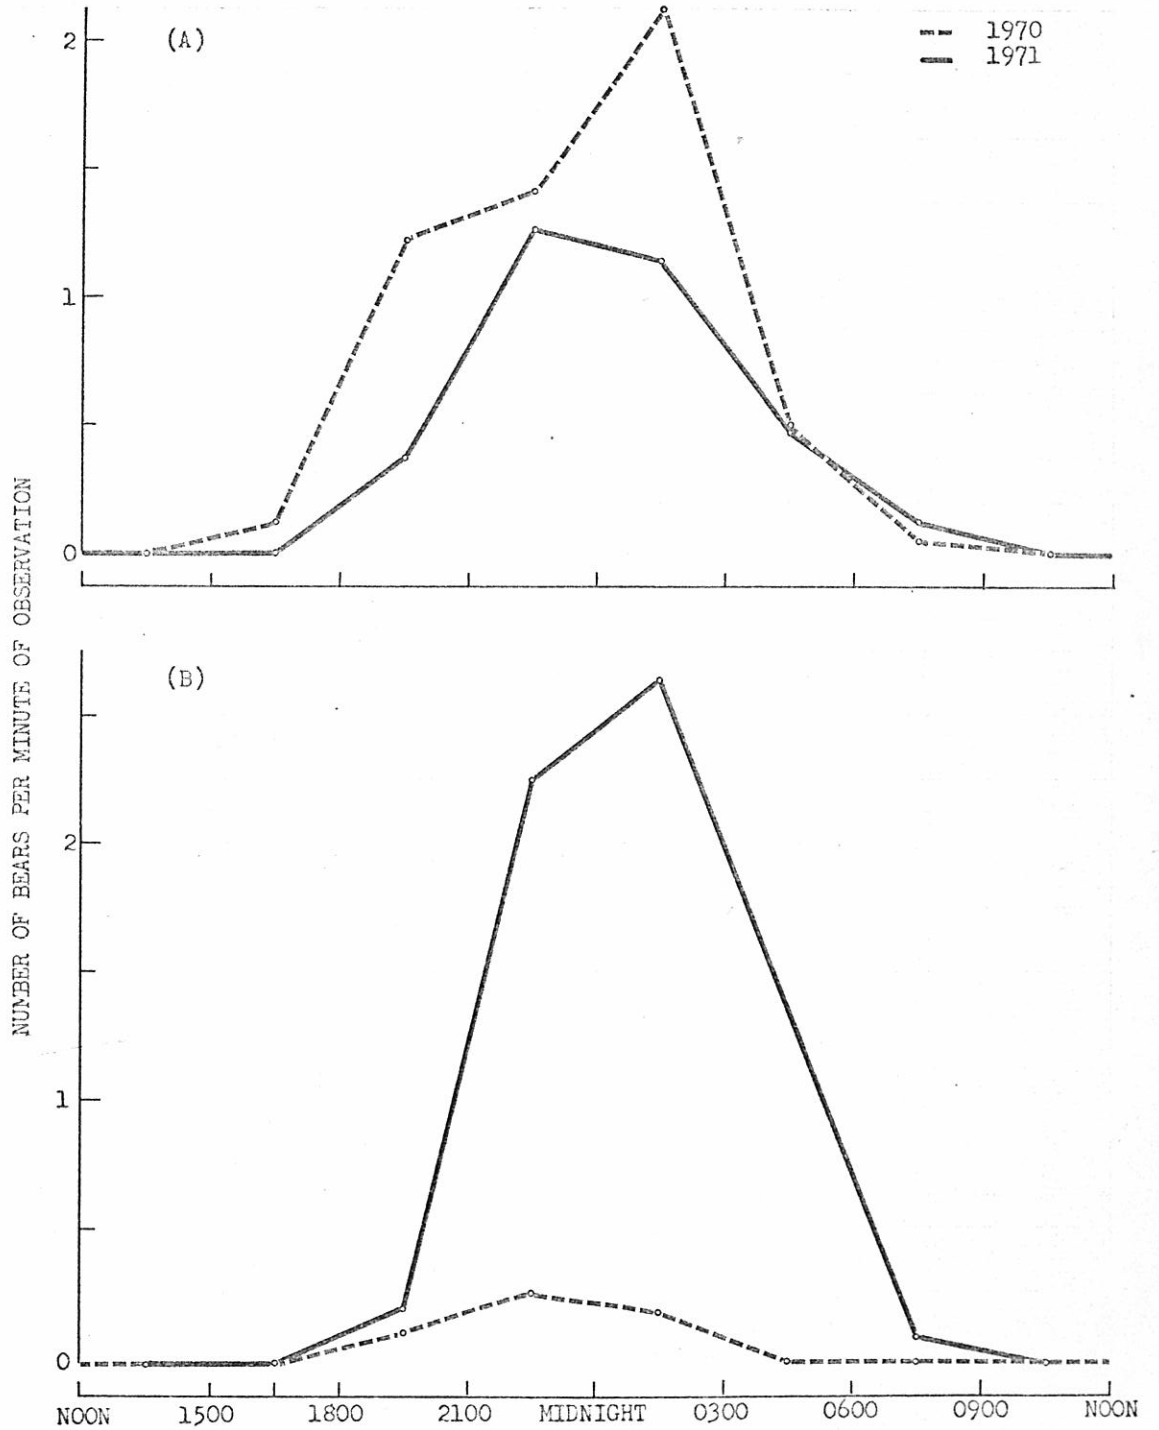 2
(A)
1970
1971
1
0
NUMBER OF BEARS PER MINUTE OF OBSERVATION
(B)
2
1
0
NOON 1500 1800 2100 MIDNIGHT 0300 0600 0900 NOON